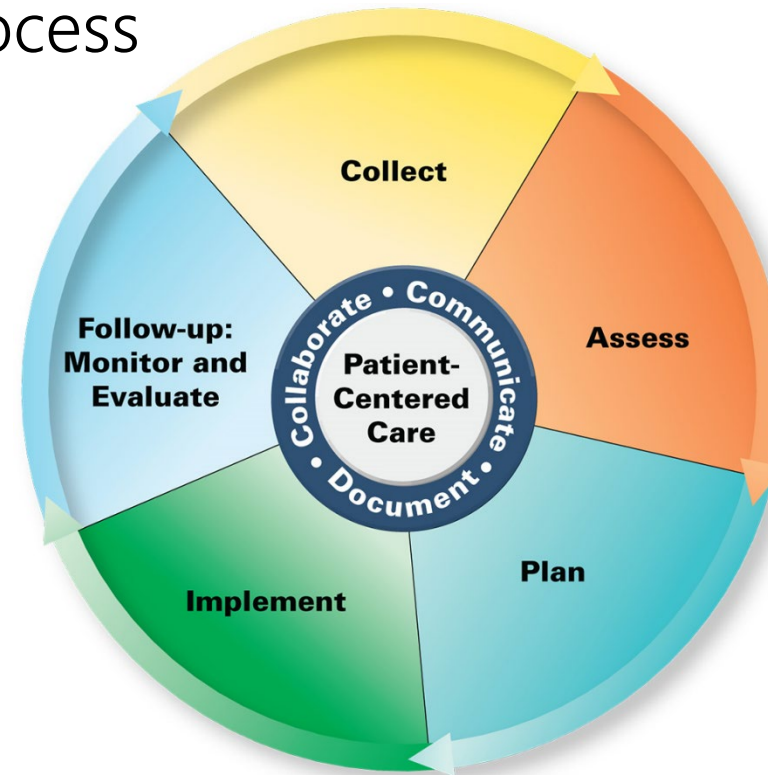 ocess
Collect
Assess
Plan
Implement
Follow-up:
Monitor and
Evaluate
Collaborate • Communicate • Document •
Patient-
Centered
Care